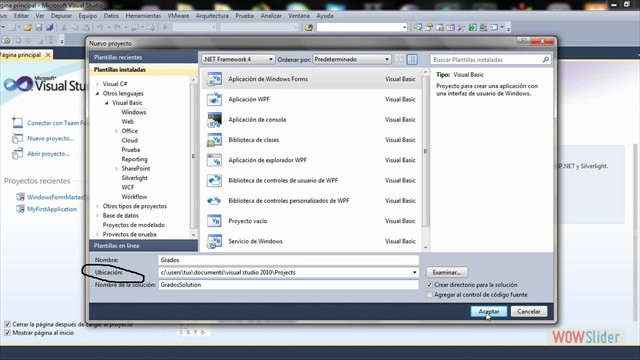 ágina principal - Microsoft Visual Studio
VMware
Arquitectura
Prueba
Analizar
Ventana
Ayuda
Página principal
Microsoft
Visual Studio
Conectar con Team
Nuevo proyecto...
Abrir proyecto...
Proyectos recientes
MyFirstApplication
Cerrar la página después de cargar el proyecto
Mostrar página al inicio
Nuevo proyecto
Plantillas recientes
Plantillas instaladas
Visual C#
Otros lenguajes
Visual Basic
Windows
Web
Office
Cloud
Prueba
Reporting
SharePoint
Silverlight
WCF
Workflow
Otros tipos de proyectos
Base de datos
Proyectos de modelado
Proyectos de prueba
Plantillas en línea
.NET Framework 4 Ordenar por: Predeterminado
Aplicación de Windows Forms Visual Basic
Aplicación WPF Visual Basic
Aplicación de consola Visual Basic
Biblioteca de clases Visual Basic
Aplicación de explorador WPF Visual Basic
Biblioteca de controles de usuario de WPF Visual Basic
Biblioteca de controles personalizados de WPF Visual Basic
Proyecto vacío Visual Basic
Servicio de Windows Visual Basic
Buscar Plantillas instaladas
Tipo: Visual Basic
Proyecto para crear una aplicación con
una interfaz de usuario de Windows.
SP.NET y Silverlight.
Nombre: Grados
Ubicación: c:\users\tux\documents\visual studio 2010\Projects Examinar...
Nombre de la solución: GradosSolution
Crear directorio para la solución
Agregar al control de código fuente
Aceptar Cancelar
WOWSlider